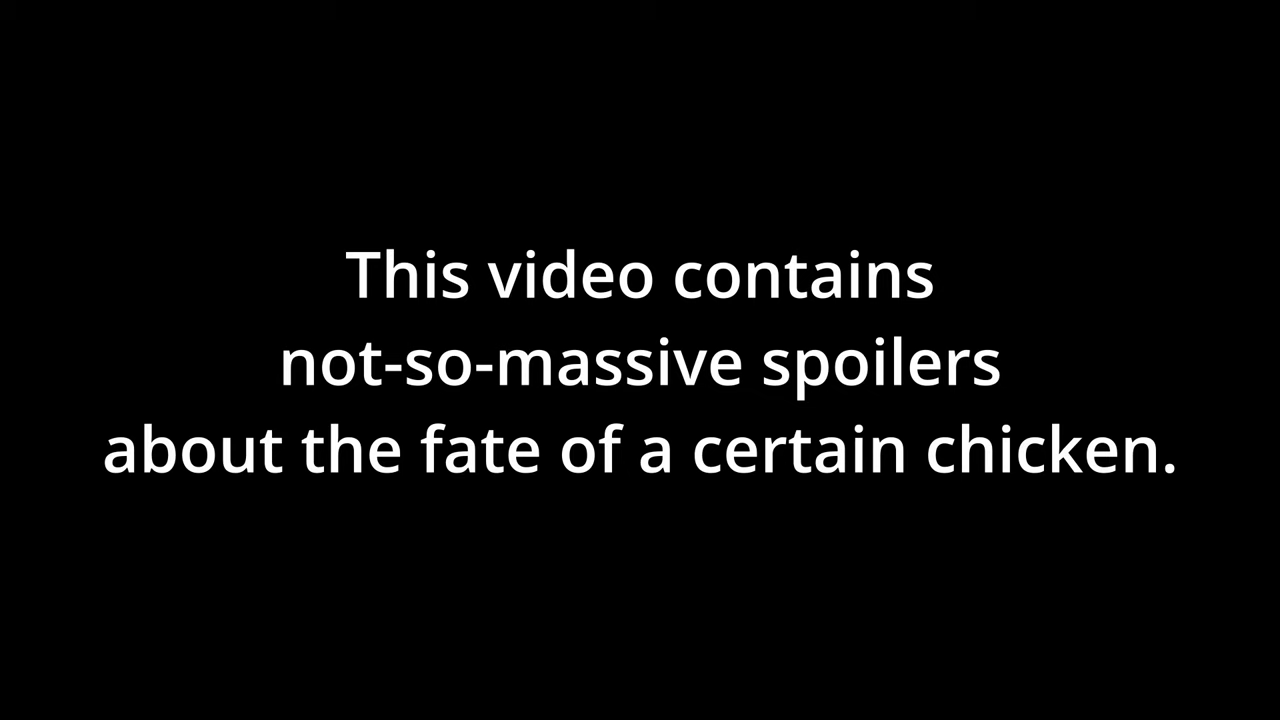 This video contains
not-so-massive spoilers
about the fate of a certain chicken.